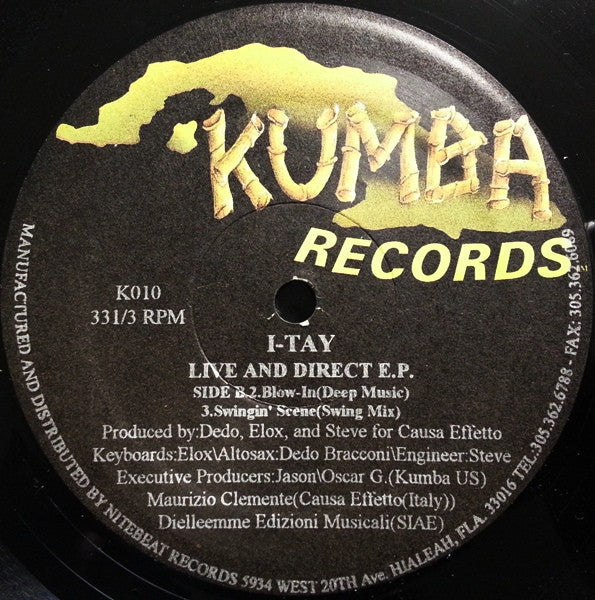 KUMBA
RECORDS
TM
K010
331/3 RPM
I-TAY
LIVE AND DIRECT E.P.
SIDE B.2.Blow-In(Deep Music)
3.Swingin' Scene(Swing Mix)
Produced by:Dedo, Elox, and Steve for Causa Effetto
Keyboards:Elox\Altosax:Dedo Bracconi\Engineer:Steve
Executive Producers:Jason\Oscar G.(Kumba US)
Maurizio Clemente(Causa Effetto(Italy))
Dielleemme Edizioni Musicali(SIAE)
MANUFACTURED AND DISTRIBUTED BY NITEBEAT RECORDS 5934 WEST 20TH Ave. HIALEAH, FLA. 33016 TEL:305.362.6788 - FAX: 305.362.6069